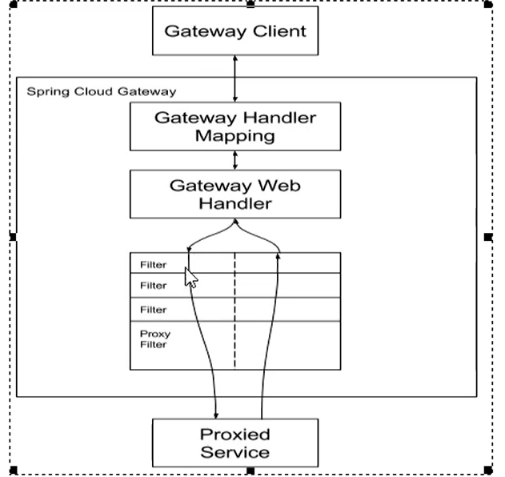 Gateway Client
Spring Cloud Gateway
Gateway Handler
Mapping
Gateway Web
Handler
Filter
Filter
Filter
Proxy
Filter
Proxied
Service